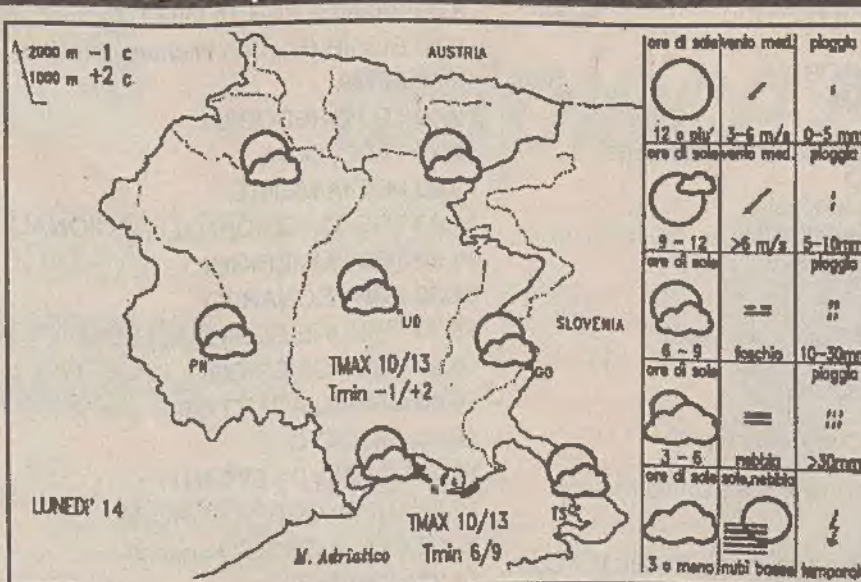 2000 m -1 c
1000 m +2 c
AUSTRIA
UD
PN
SLOVENIA
GO
TMAX 10/13
Tmin -1/+2
TS
LUNEDI' 14
TMAX 10/13
M. Adriatico
Tmin 6/9
ore di sole vento med. pioggia
12 o piu' 3-6 m/s 0-5 mm
ore di sole vento med. pioggia
9 - 12 >6 m/s 5-10mm
ore di sole pioggia
6 - 9 foschia 10-30mm
ore di sole pioggia
3 - 6 nebbia >30mm
ore di sole sole,nebbia
3 o meno nubi basse temporale